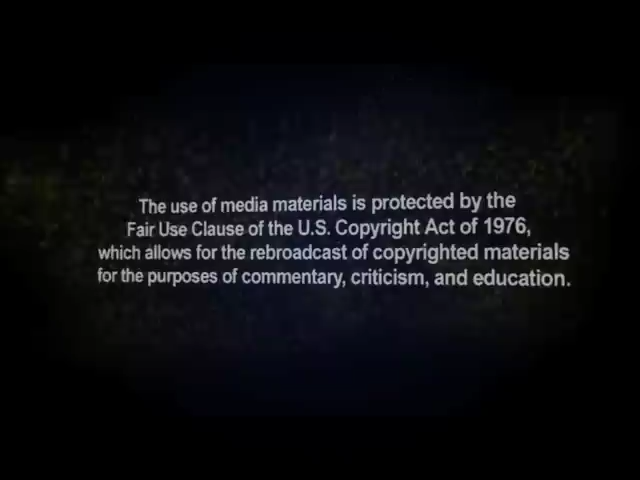 The use of media materials is protected by the
Fair Use Clause of the U.S. Copyright Act of 1976,
which allows for the rebroadcast of copyrighted materials
for the purposes of commentary, criticism, and education.